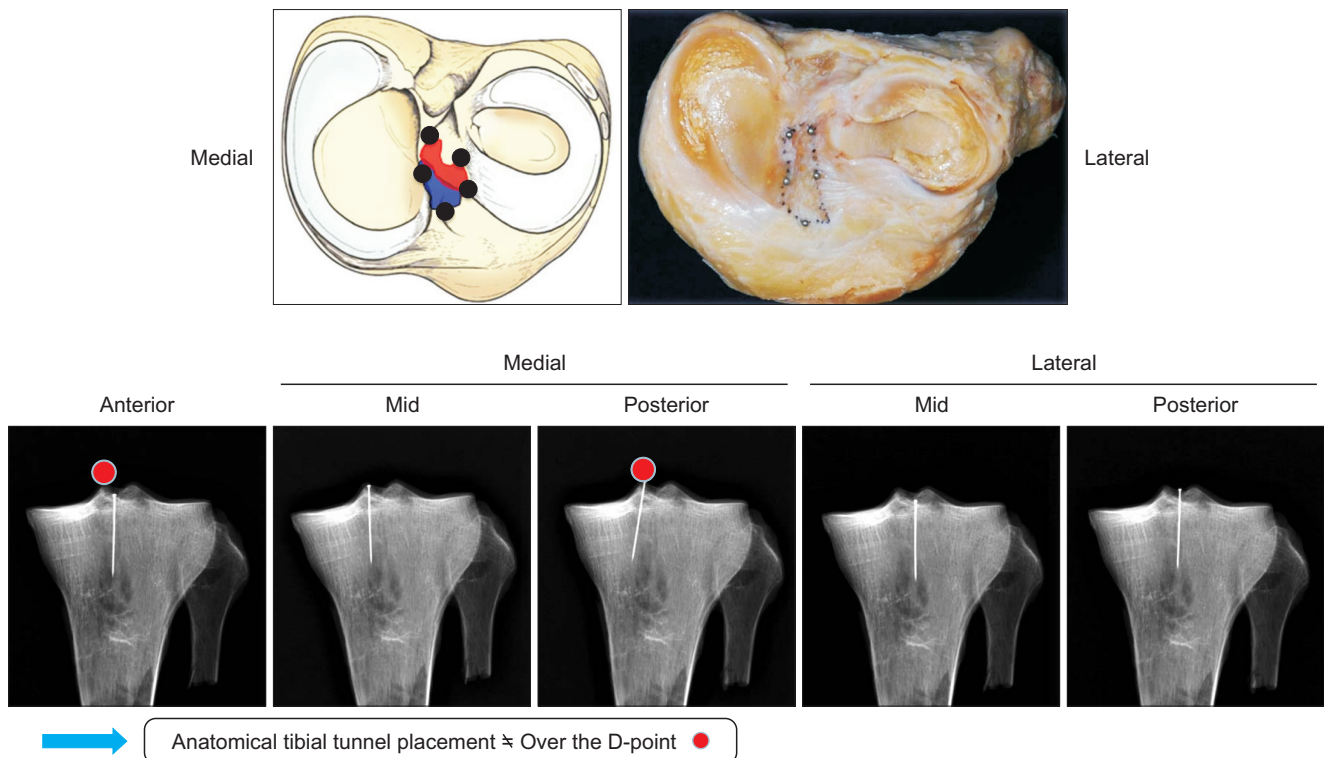 Medial
Lateral
Medial
Lateral
Anterior
Mid
Posterior
Mid
Posterior
Anatomical tibial tunnel placement ≒ Over the D-point